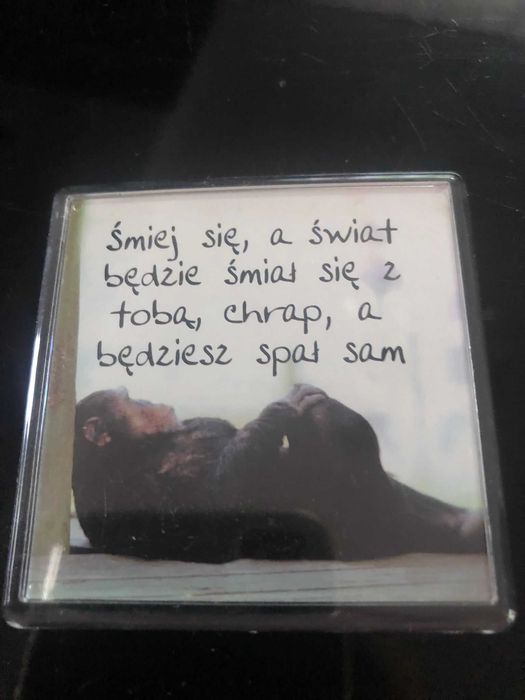 śmiej się, a świat
będzie śmiał się z
tobą, chrap, a
będziesz spał sam